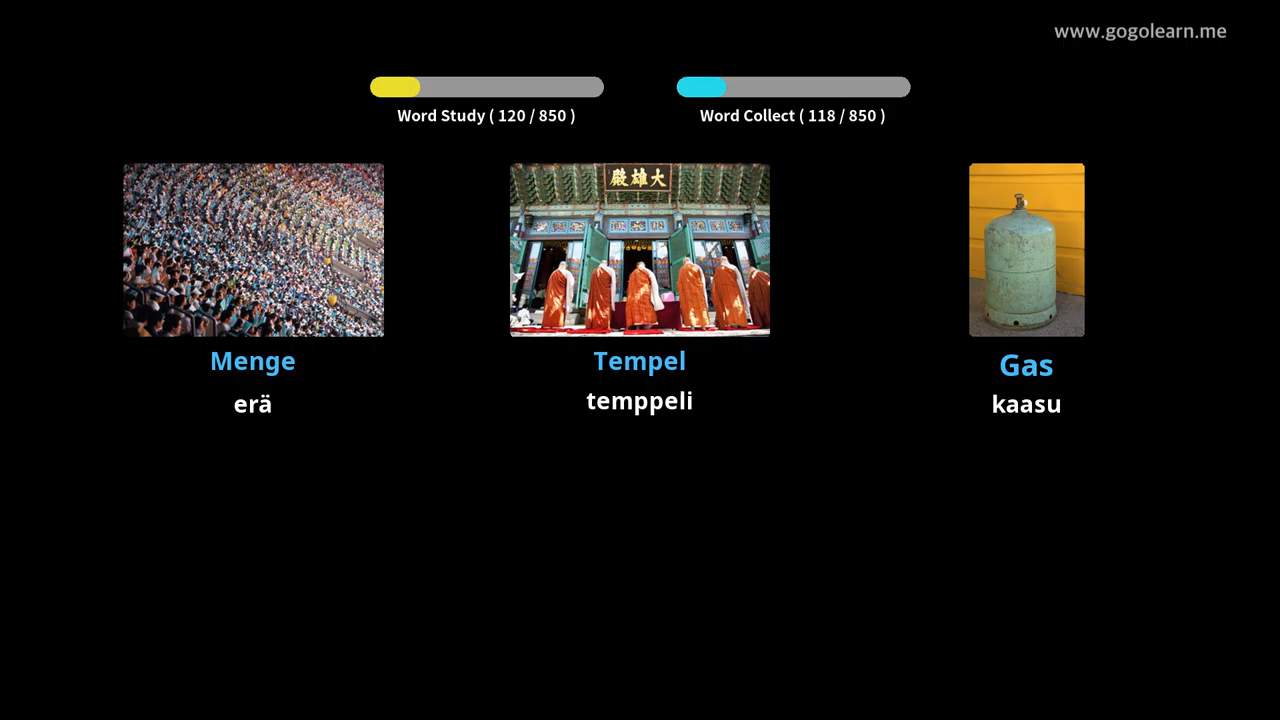 www.gogolearn.me
Word Study ( 120 / 850 )
Word Collect ( 118 / 850 )
殿雄大
Menge
Tempel
Gas
erä
temppeli
kaasu